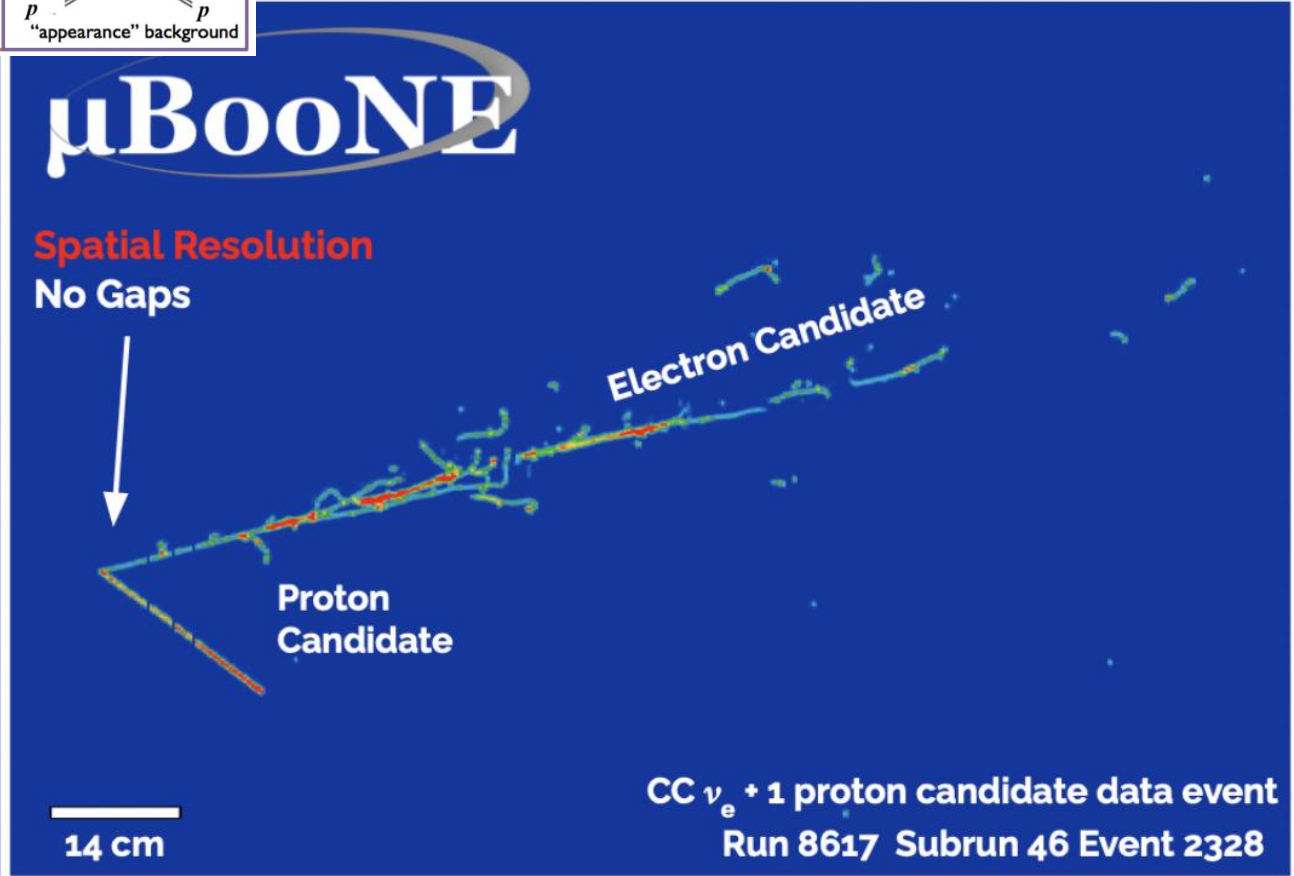 p p
“appearance” background
µBooNE
Spatial Resolution
No Gaps
Electron Candidate
Proton
Candidate
14 cm
CC νe + 1 proton candidate data event
Run 8617 Subrun 46 Event 2328